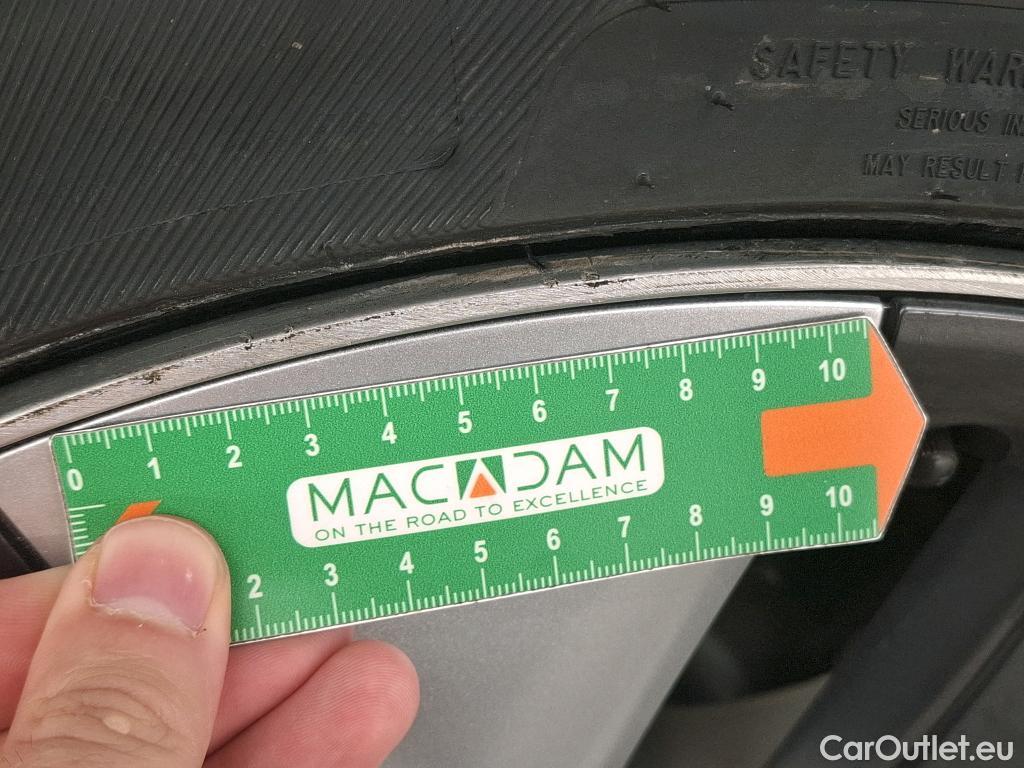 SAFETY WAR
SERIOUS IN
MAY RESULT
0 1 2 3 4 5 6 7 8 9 10
MACADAM
ON THE ROAD TO EXCELLENCE
2 3 4 5 6 7 8 9 10
CarOutlet.eu